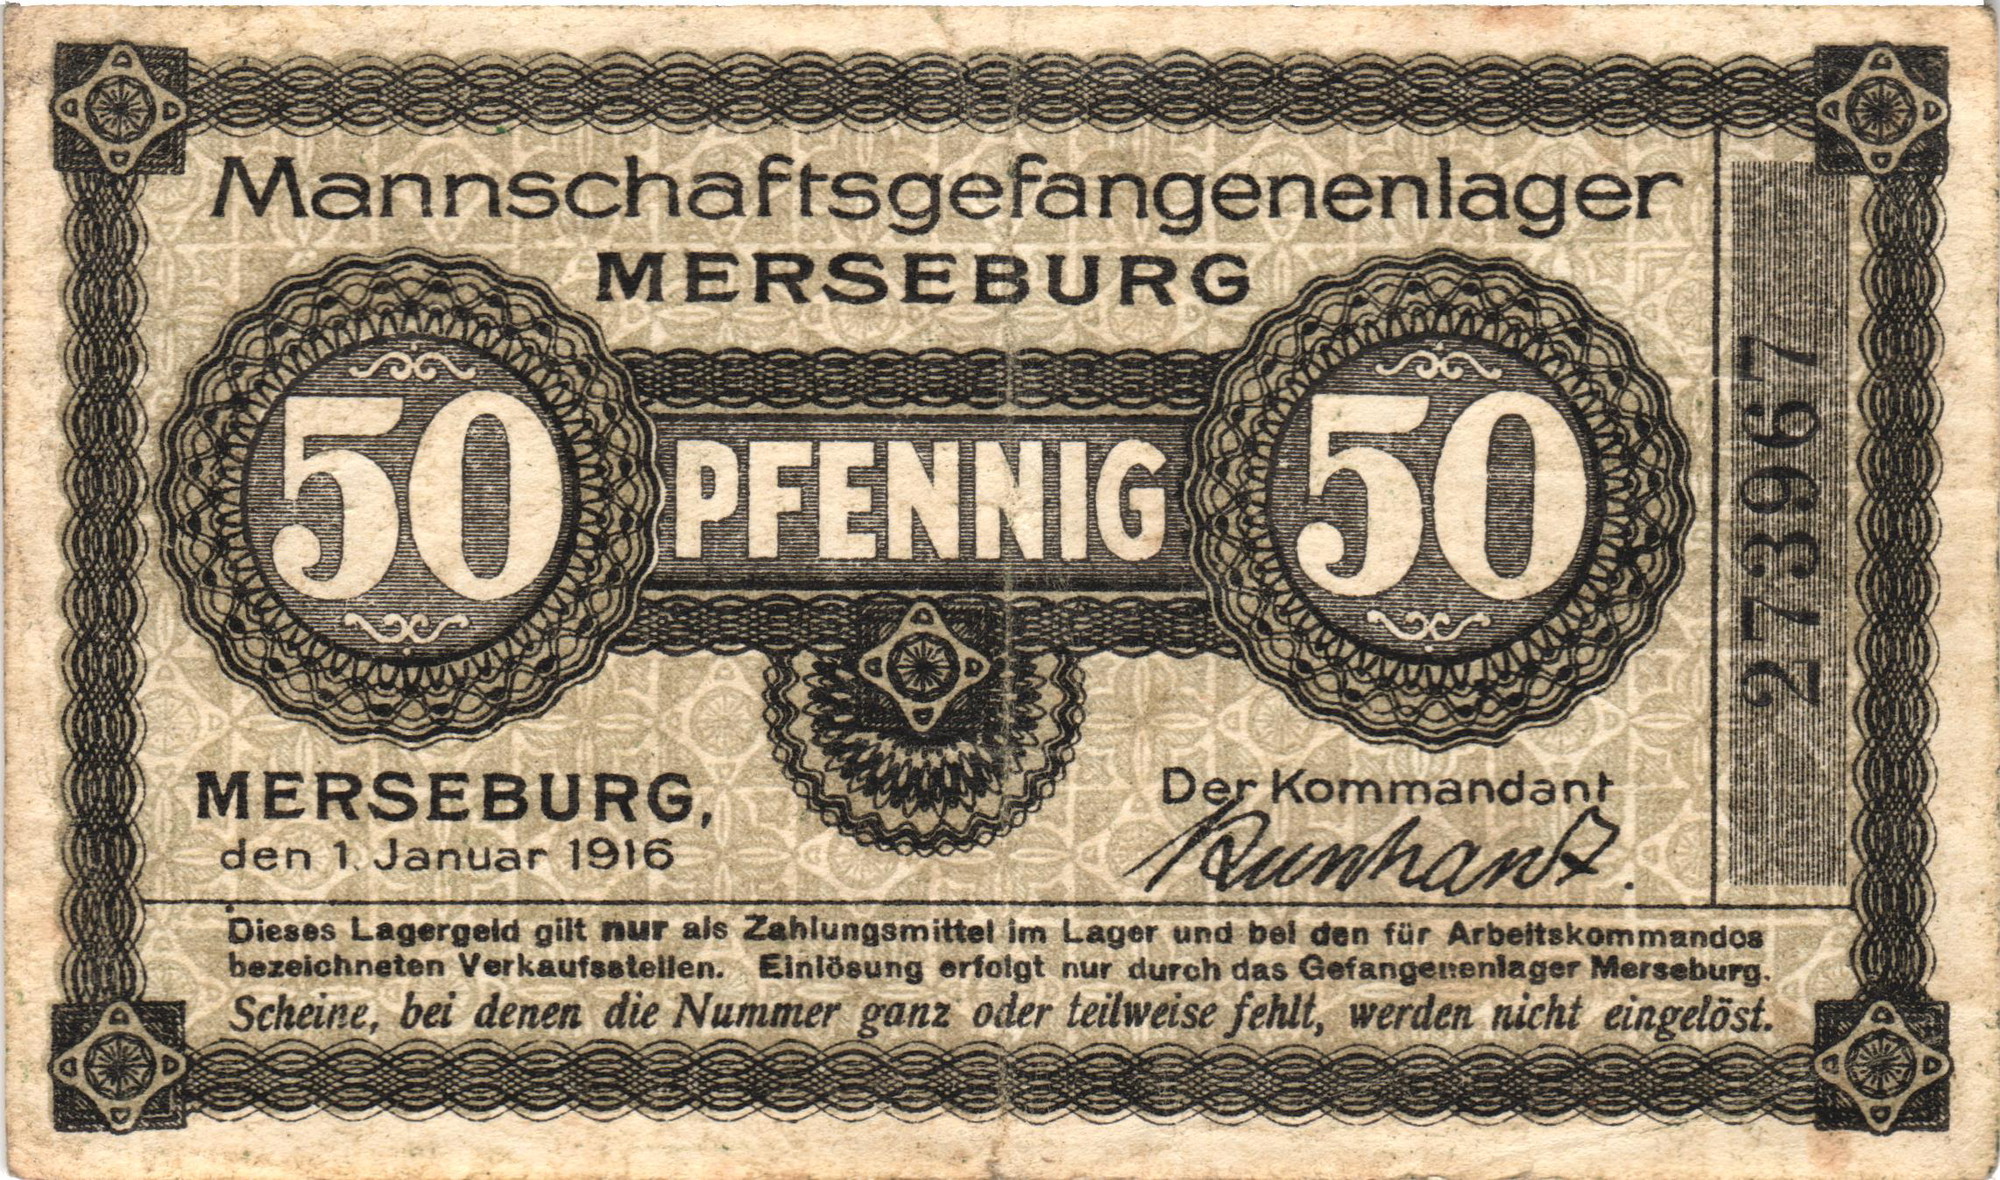 Mannschaftsgefangenenlager
MERSEBURG
50 PFENNIG 50
273967
MERSEBURG,
den 1. Januar 1916
Der Kommandant
Dieses Lagergeld gilt nur als Zahlungsmittel im Lager und bei den für Arbeitskommandos
bezeichneten Verkaufsstellen. Einlösung erfolgt nur durch das Gefangenenlager Merseburg.
Scheine, bei denen die Nummer ganz oder teilweise fehlt, werden nicht eingelöst.